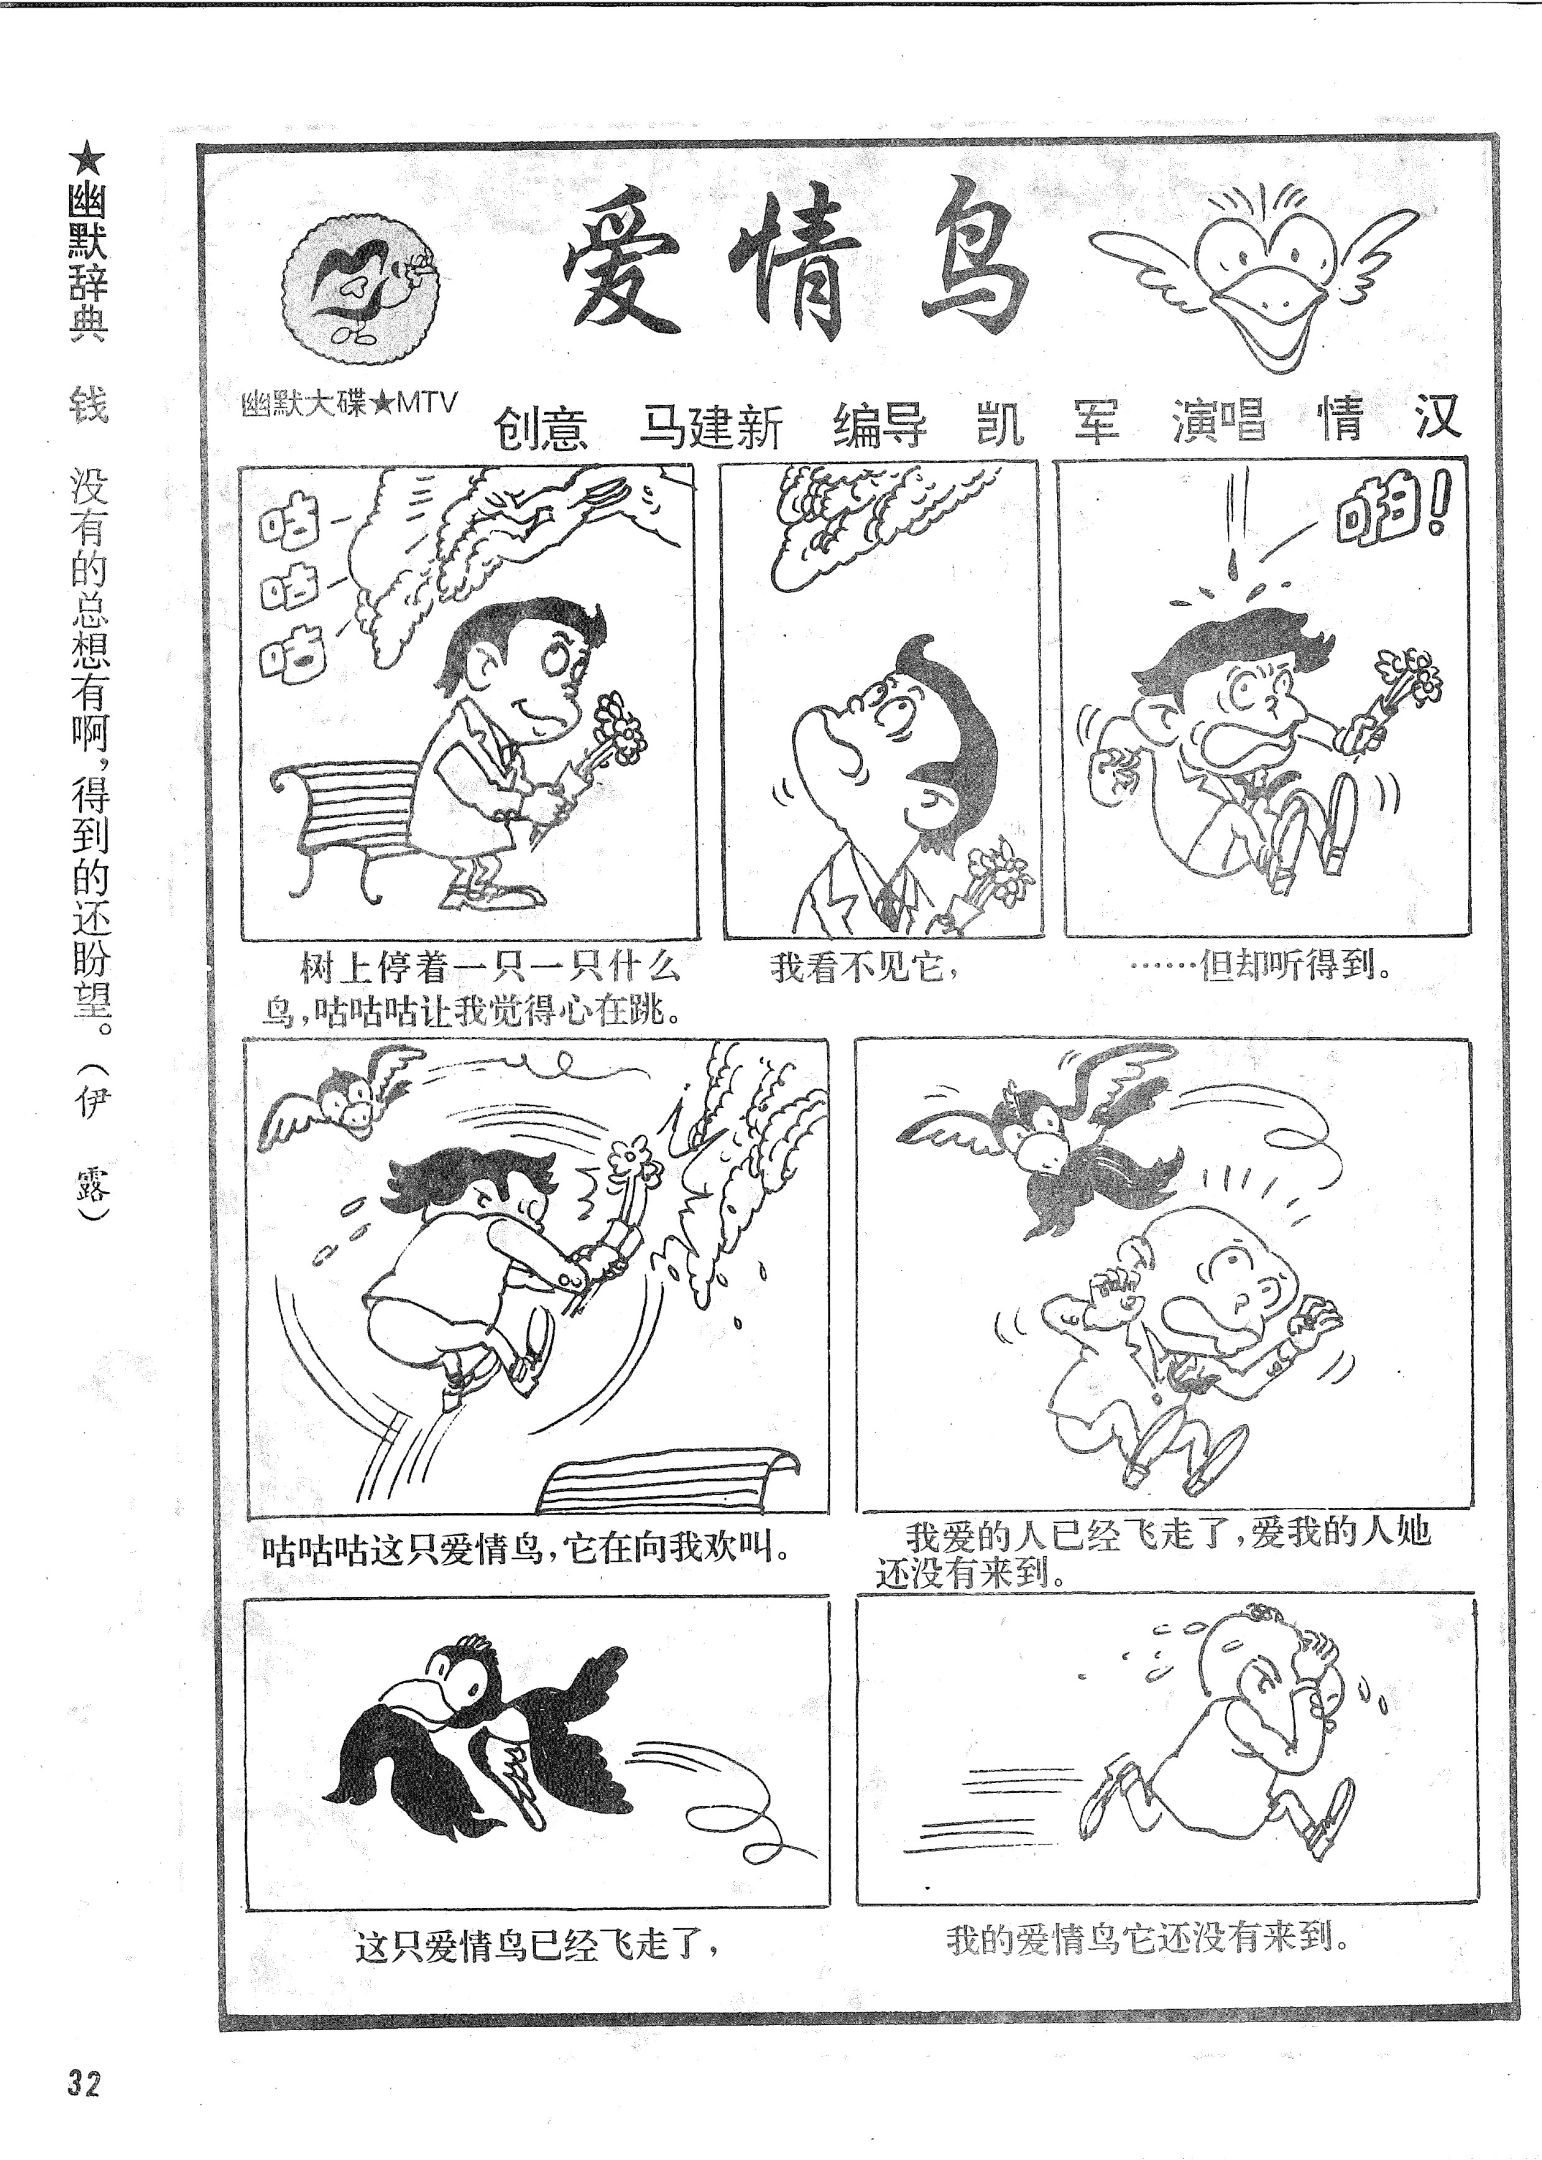 ★幽默辞典 钱 没有的总想有啊，得到的还盼望。（伊 露）
爱情鸟
幽默大碟★MTV
创意 马建新 编导 凯 军 演唱 情 汉
咕
咕
咕
啪！
树上停着一只一只什么
鸟，咕咕咕让我觉得心在跳。
我看不见它，
……但却听得到。
咕咕咕这只爱情鸟，它在向我欢叫。
我爱的人已经飞走了，爱我的人她
还没有来到。
这只爱情鸟已经飞走了，
我的爱情鸟它还没有来到。
32